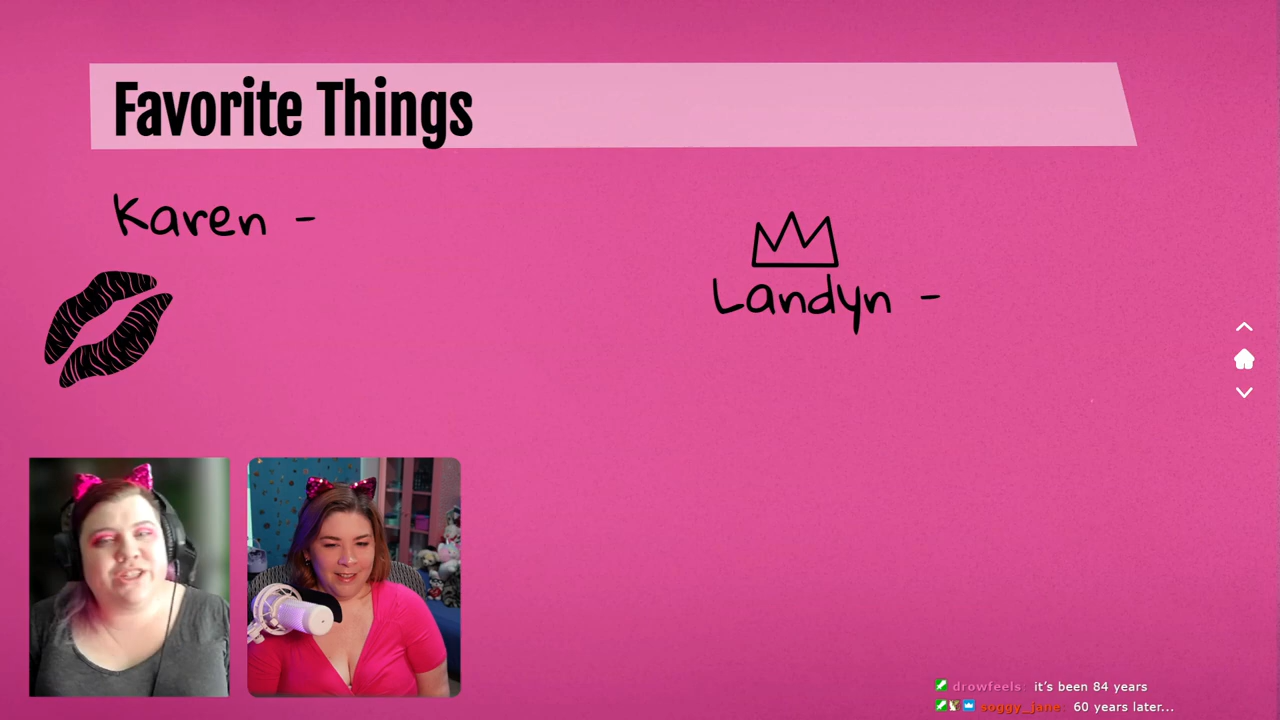 Favorite Things
Karen -
Landyn -
drowfeels: it's been 84 years
soggy_jane: 60 years later...